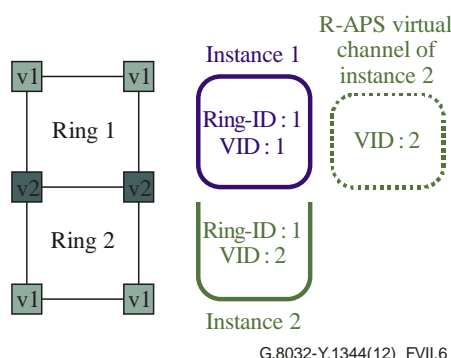 R-APS virtual
channel of
instance 2
Instance 1
v1 v1
Ring-ID : 1
VID : 1
VID : 2
Ring 1
v2 v2
Ring 2
Ring-ID : 1
VID : 2
v1 v1
Instance 2
G.8032-Y.1344(12)_FVII.6